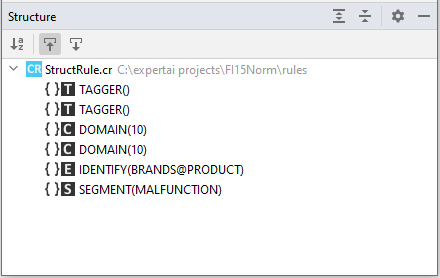 Structure
CR StructRule.cr C:\expertai projects\FI15Norm\rules
{ } T TAGGER()
{ } T TAGGER()
{ } C DOMAIN(10)
{ } C DOMAIN(10)
{ } E IDENTIFY(BRANDS@PRODUCT)
{ } S SEGMENT(MALFUNCTION)